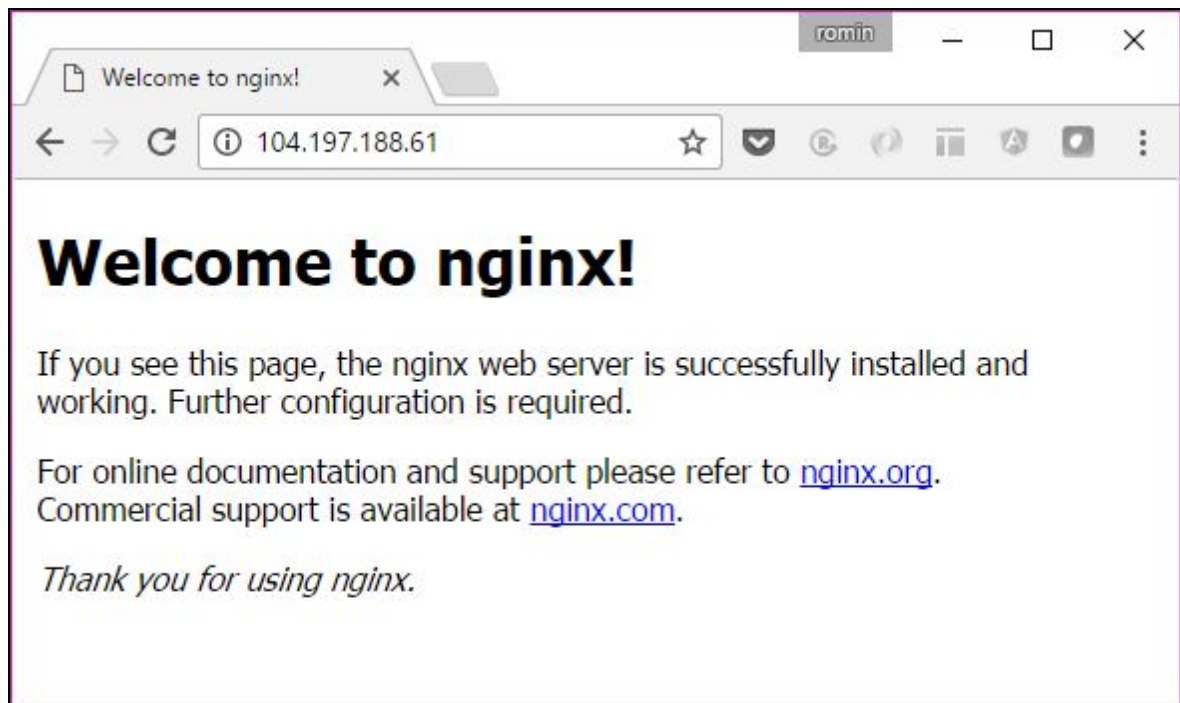 romin
Welcome to nginx!
104.197.188.61
Welcome to nginx!
If you see this page, the nginx web server is successfully installed and
working. Further configuration is required.
For online documentation and support please refer to nginx.org.
Commercial support is available at nginx.com.
Thank you for using nginx.